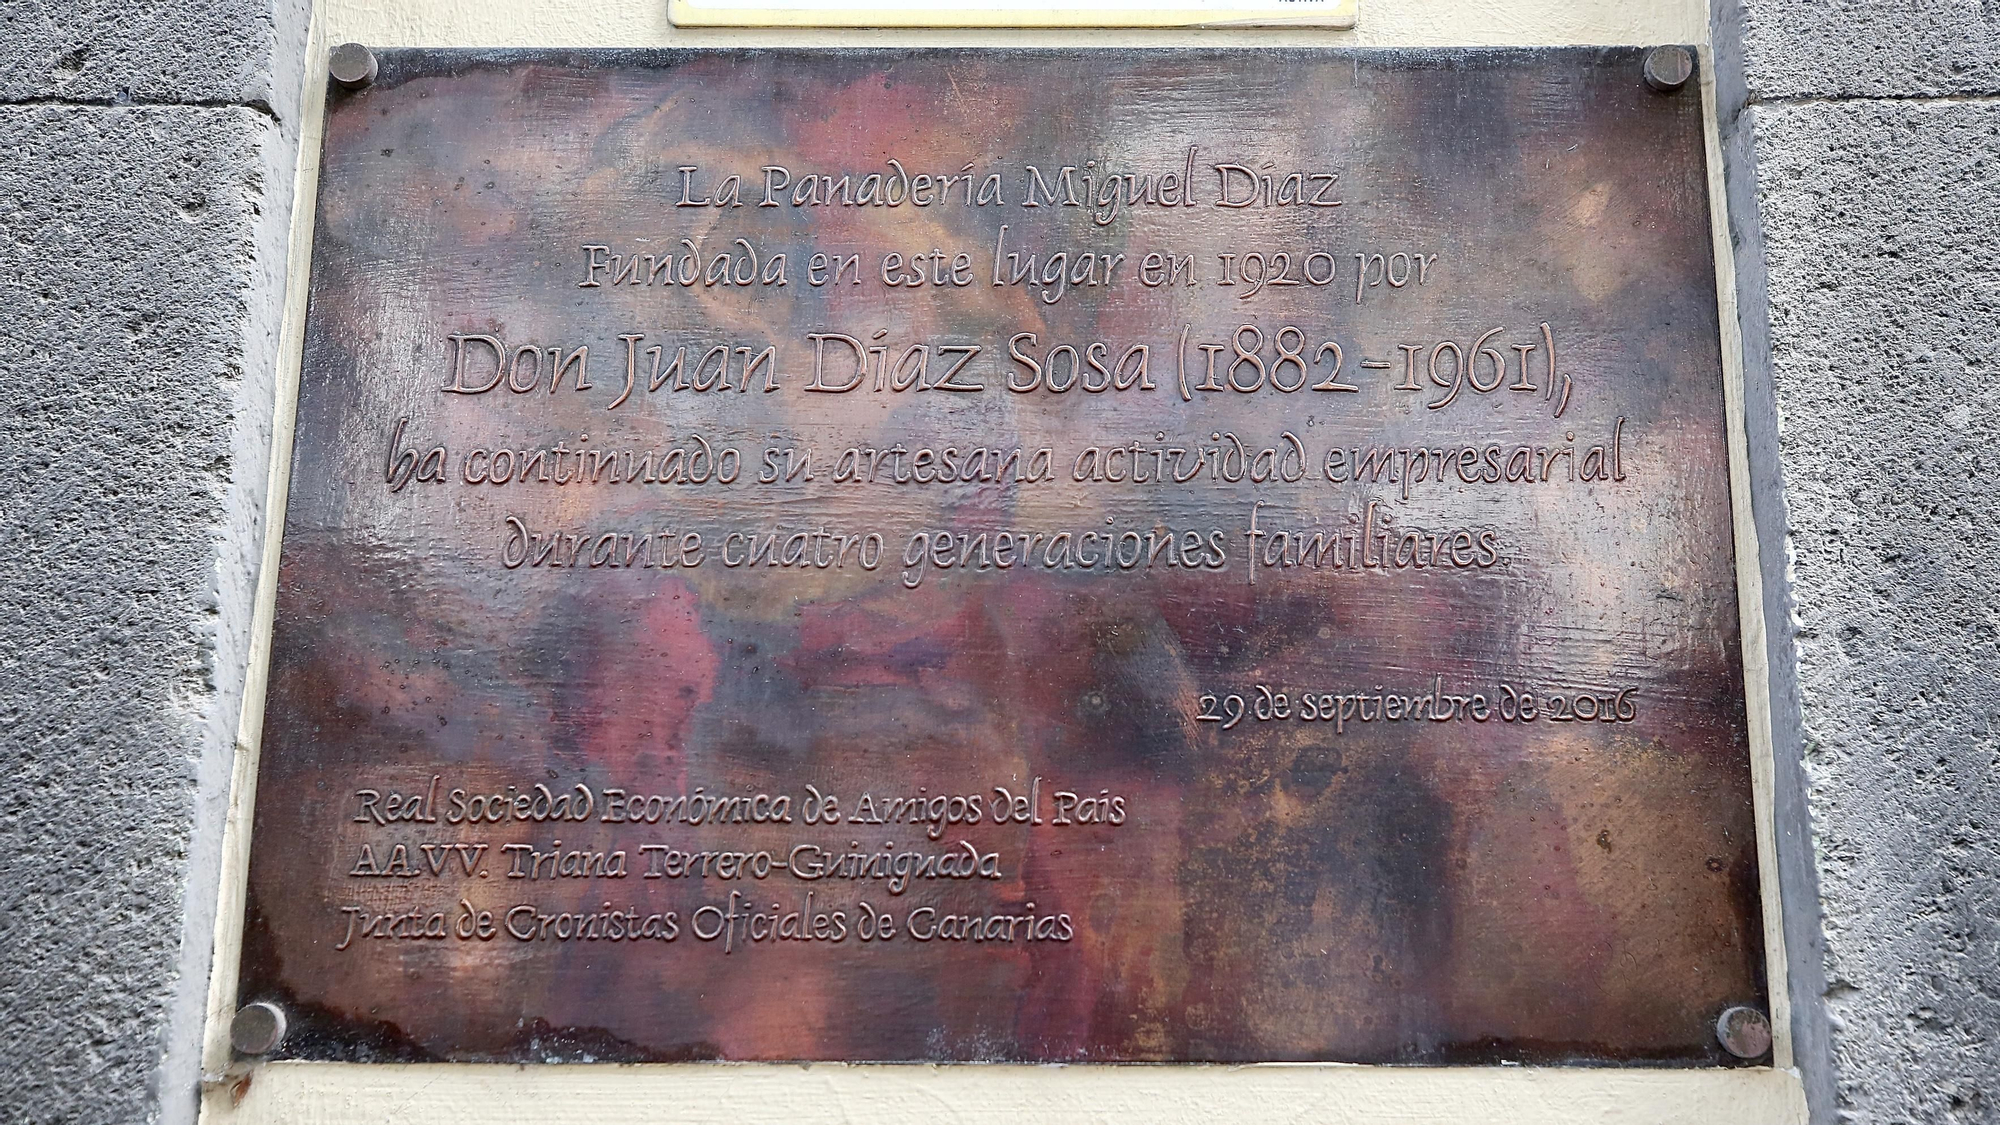 La Panadería Miguel Díaz
Fundada en este lugar en 1920 por
Don Juan Díaz Sosa (1882-1961),
ha continuado su artesana actividad empresarial
durante cuatro generaciones familiares.
29 de septiembre de 2016
Real Sociedad Económica de Amigos del País
AA.VV. Triana Terrero-Guiniguada
Junta de Cronistas Oficiales de Canarias